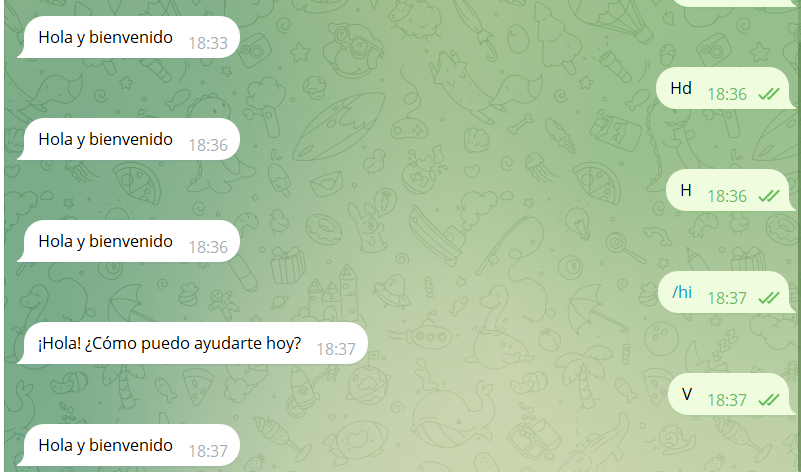 Hola y bienvenido 18:33
Hd 18:36
Hola y bienvenido 18:36
H 18:36
Hola y bienvenido 18:36
/hi 18:37
¡Hola! ¿Cómo puedo ayudarte hoy? 18:37
V 18:37
Hola y bienvenido 18:37